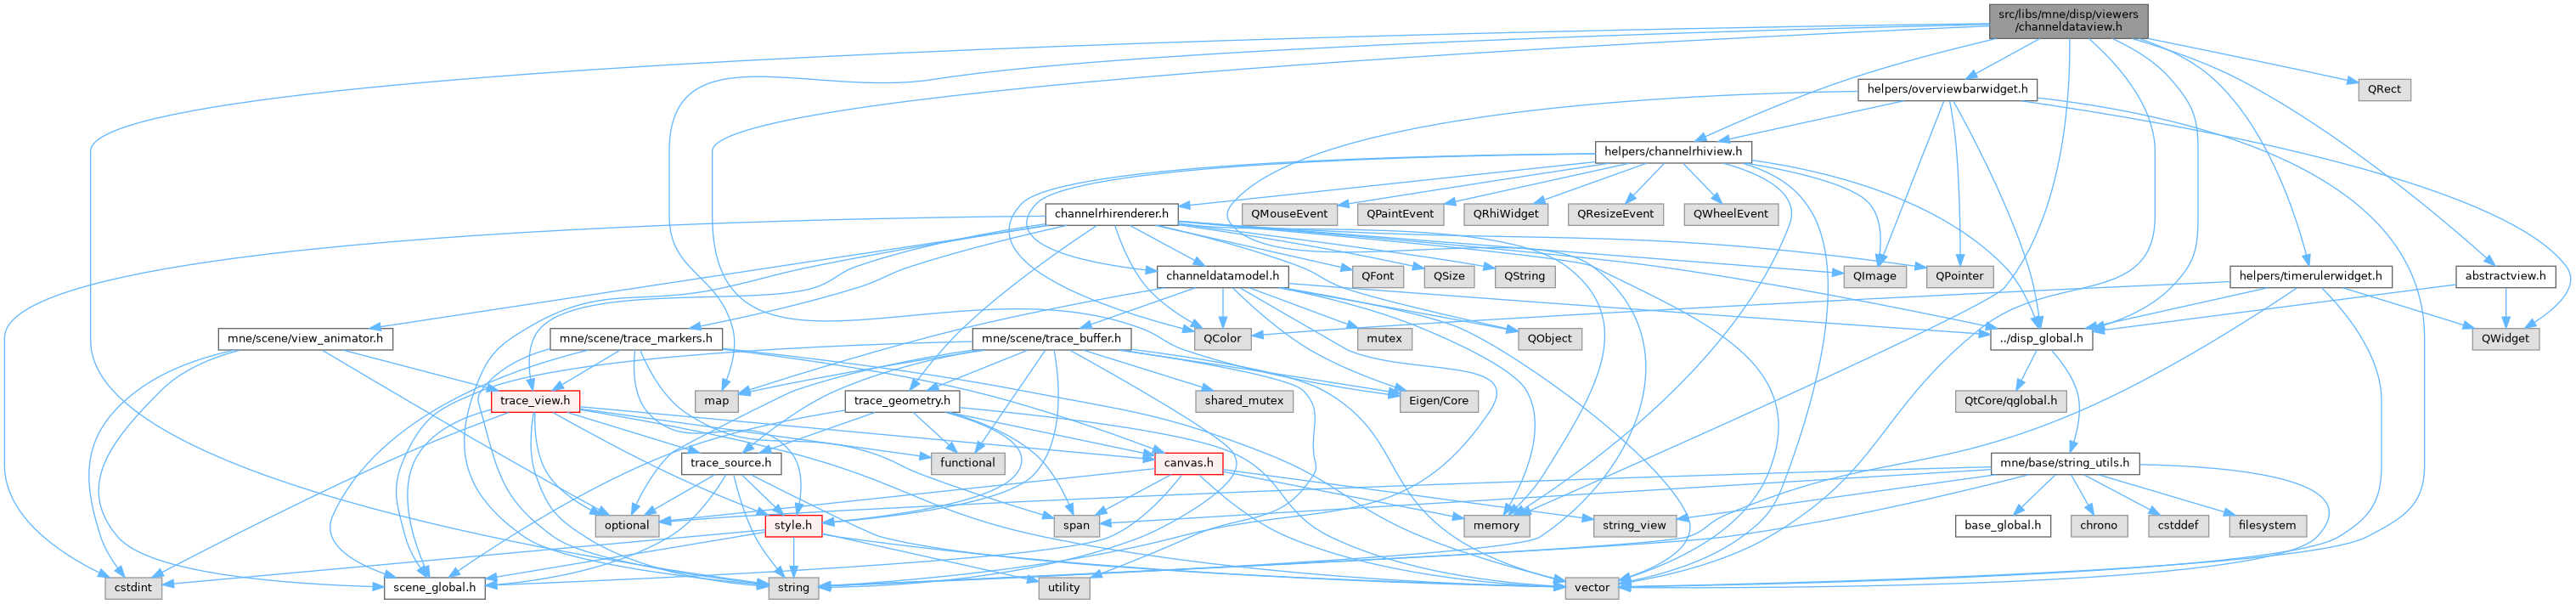 src/libs/mne/disp/viewers
/channeldataview.h
QRect
helpers/overviewbarwidget.h
helpers/channelrhiview.h
channelrhirenderer.h
QMouseEvent
QPaintEvent
QRhiWidget
QResizeEvent
QWheelEvent
channeldatamodel.h
QFont
QSize
QString
QImage
QPointer
helpers/timerulerwidget.h
abstractview.h
mne/scene/view_animator.h
mne/scene/trace_markers.h
mne/scene/trace_buffer.h
QColor
mutex
QObject
../disp_global.h
QWidget
trace_view.h
map
trace_geometry.h
shared_mutex
Eigen/Core
QtCore/qglobal.h
trace_source.h
functional
canvas.h
mne/base/string_utils.h
optional
style.h
span
memory
string_view
base_global.h
chrono
cstddef
filesystem
cstdint
scene_global.h
string
utility
vector